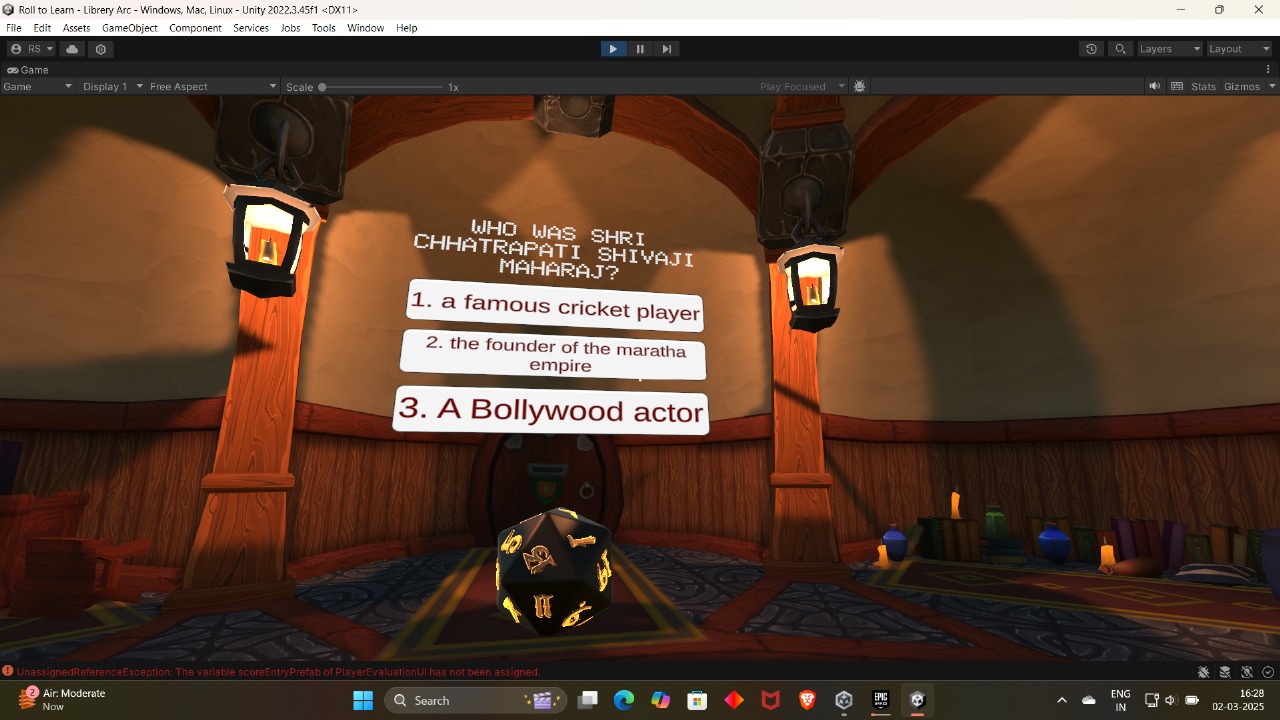 Roll to Learn - Librery Arc - Windows, Mac, Linux - Unity 2022.3.45f1 <DX11>
File Edit Assets GameObject Component Services Jobs Tools Window Help
RS Layers Layout
Game
Game Display 1 Free Aspect Scale 1x Play Focused Stats Gizmos
WHO WAS SHRI
CHHATRAPATI SHIVAJI
MAHARAJ?
1. a famous cricket player
2. the founder of the maratha
empire
3. A Bollywood actor
UnassignedReferenceException: The variable scoreEntryPrefab of PlayerEvaluationUI has not been assigned.
2
Air: Moderate
Now
Search
EPIC
GAMES
ENG
IN
16:28
02-03-2025